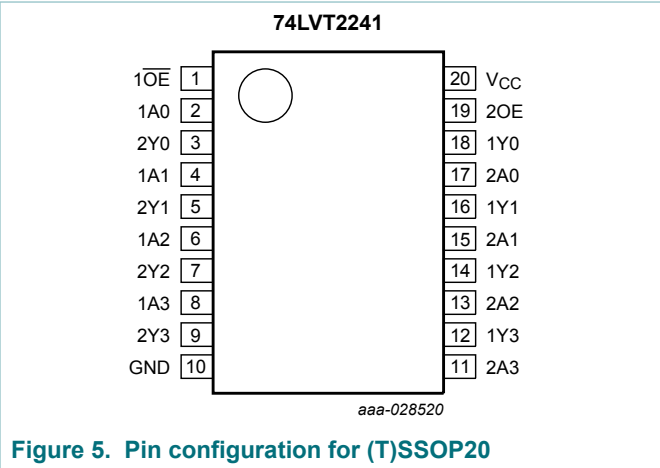 74LVT2241
1O̅E̅ 1 20 VCC
1A0 2 19 2OE
2Y0 3 18 1Y0
1A1 4 17 2A0
2Y1 5 16 1Y1
1A2 6 15 2A1
2Y2 7 14 1Y2
1A3 8 13 2A2
2Y3 9 12 1Y3
GND 10 11 2A3
aaa-028520
Figure 5. Pin configuration for (T)SSOP20